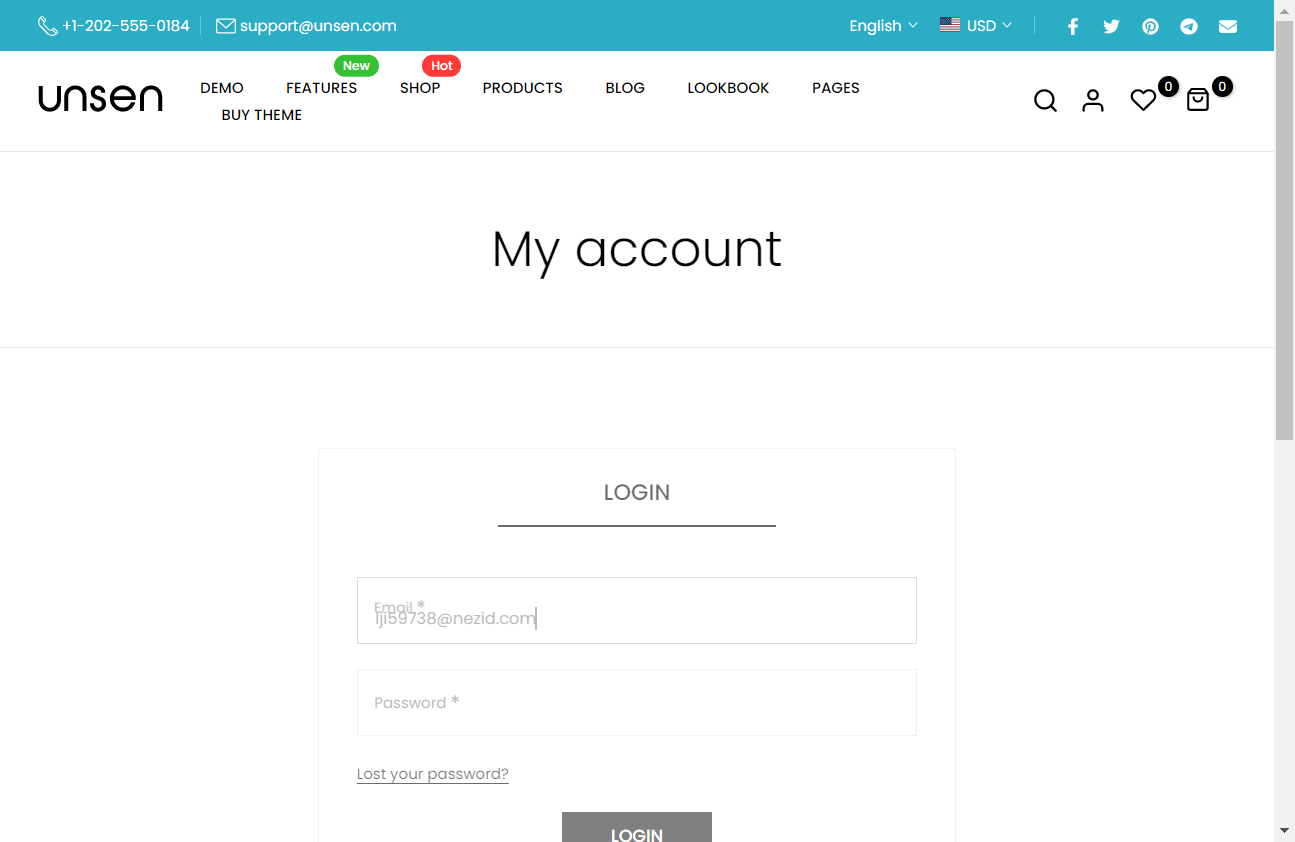 +1-202-555-0184
support@unsen.com
English
USD
unsen
DEMO
FEATURES
New
SHOP
Hot
PRODUCTS
BLOG
LOOKBOOK
PAGES
BUY THEME
0
0
My account
LOGIN
Email *
1ji59738@nezid.com
Password *
Lost your password?
LOGIN